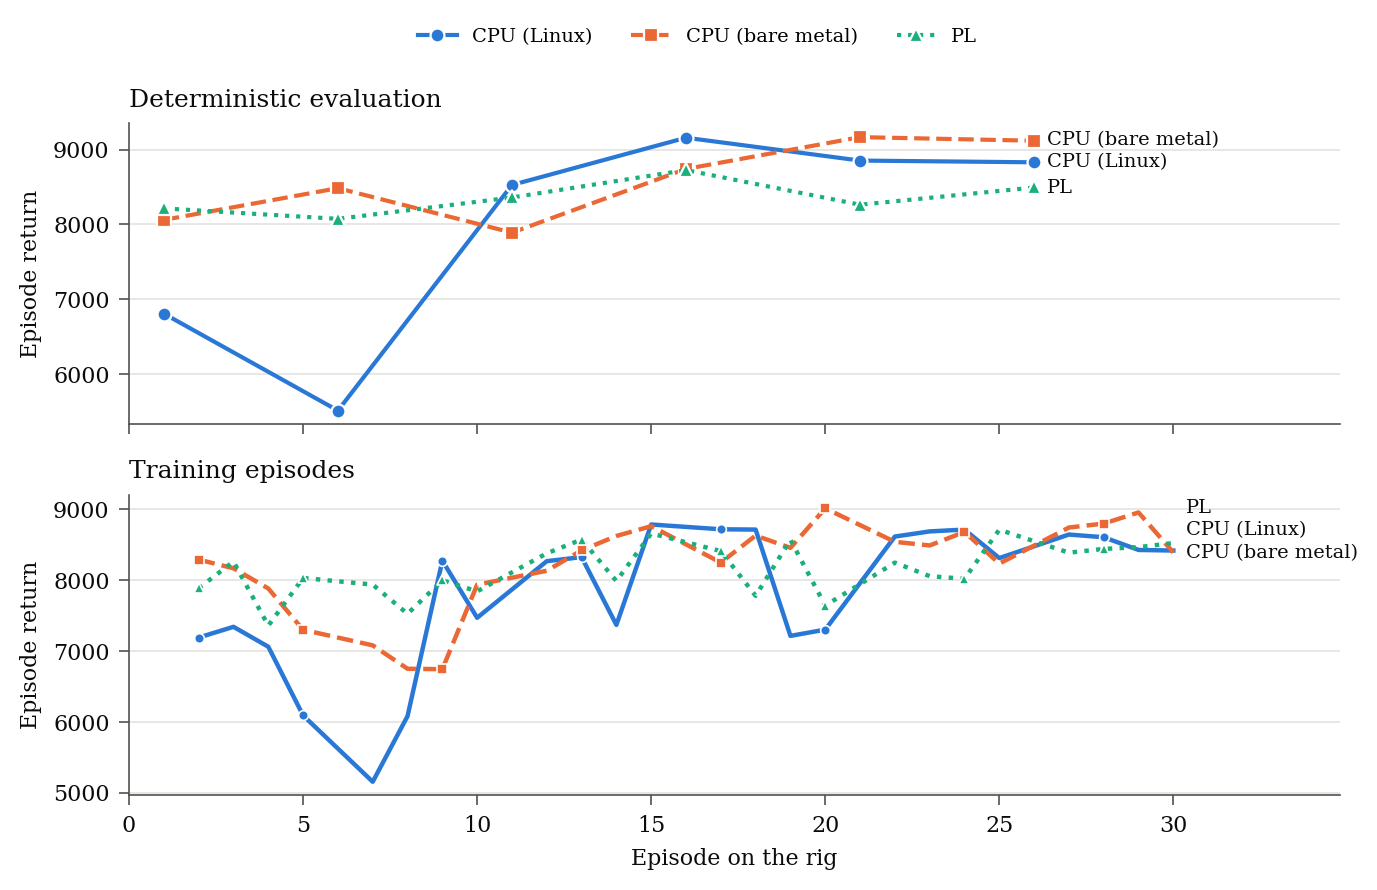 CPU (Linux) CPU (bare metal) PL
Deterministic evaluation
Episode return
9000
8000
7000
6000
CPU (bare metal)
CPU (Linux)
PL
Training episodes
Episode return
9000
8000
7000
6000
5000
PL
CPU (Linux)
CPU (bare metal)
0 5 10 15 20 25 30
Episode on the rig